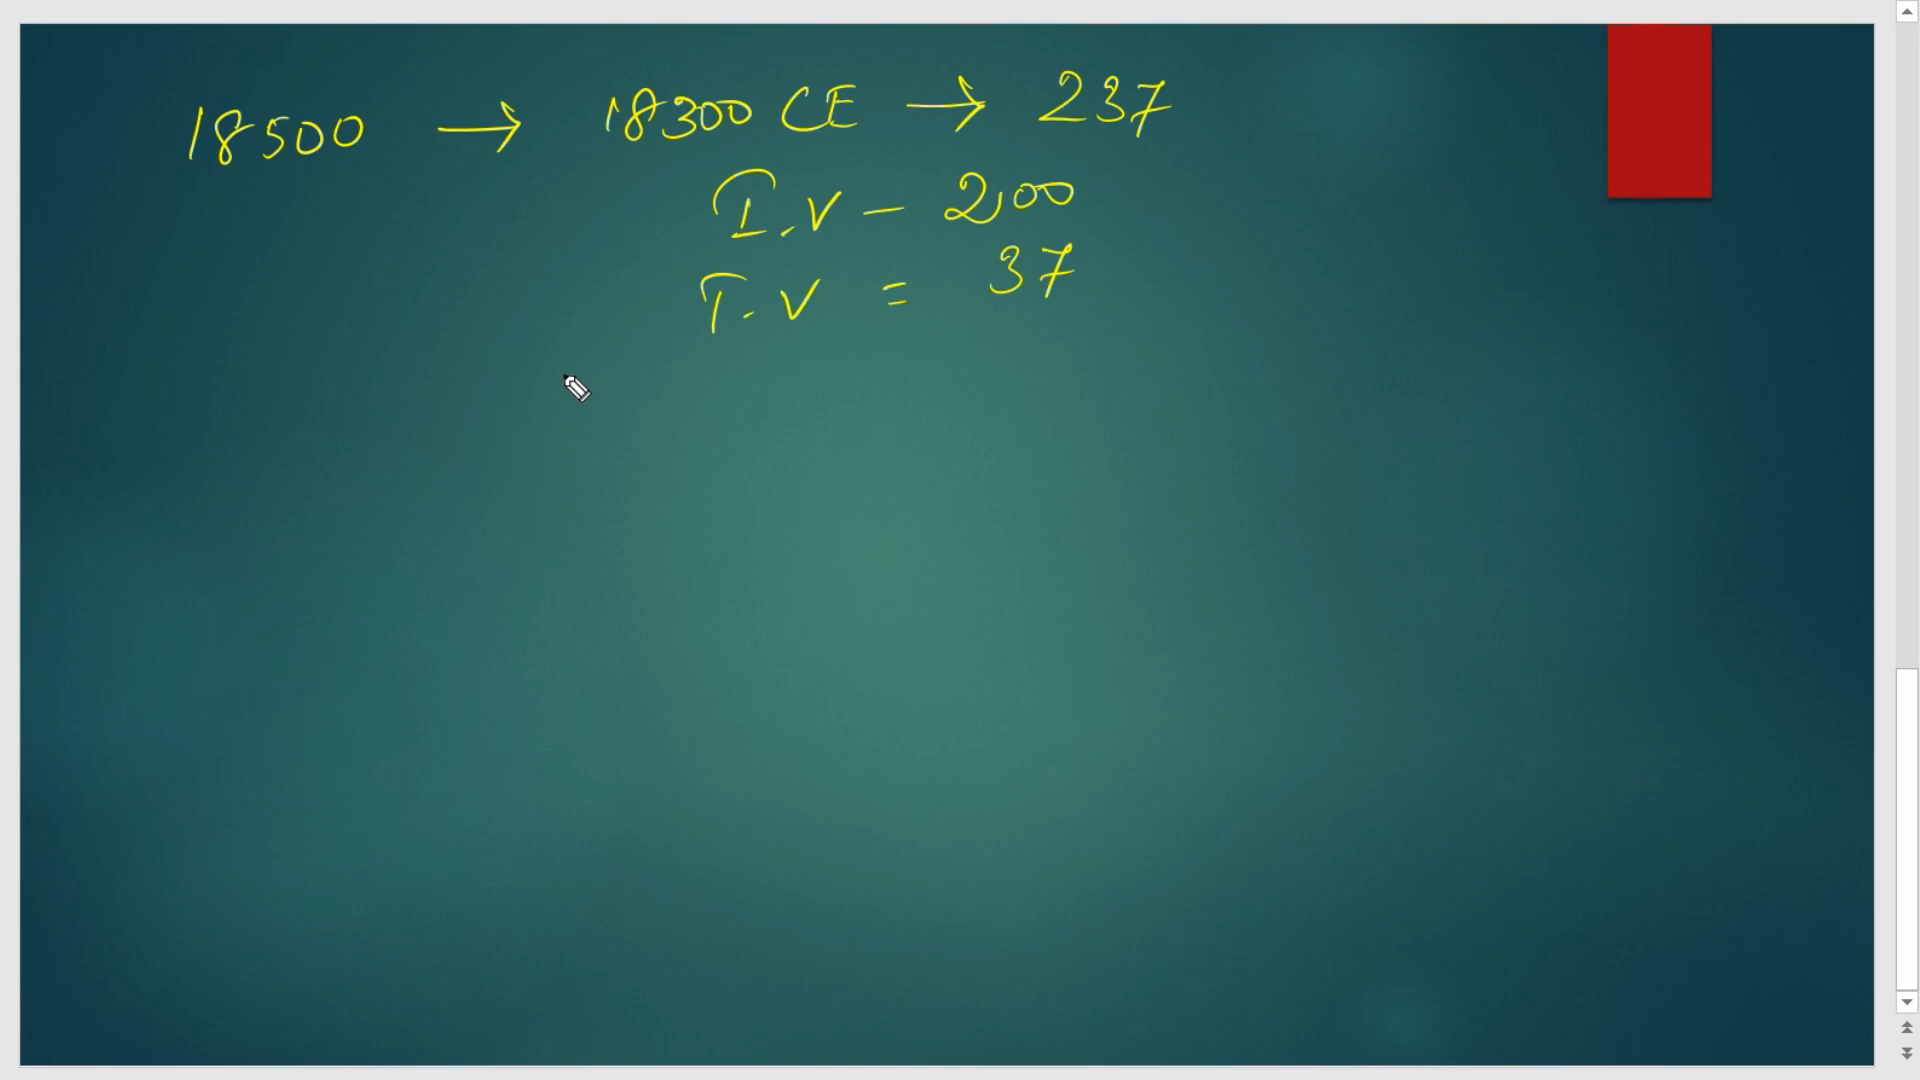 18500 → 18300 CE → 237
I.V - 200
T.V = 37